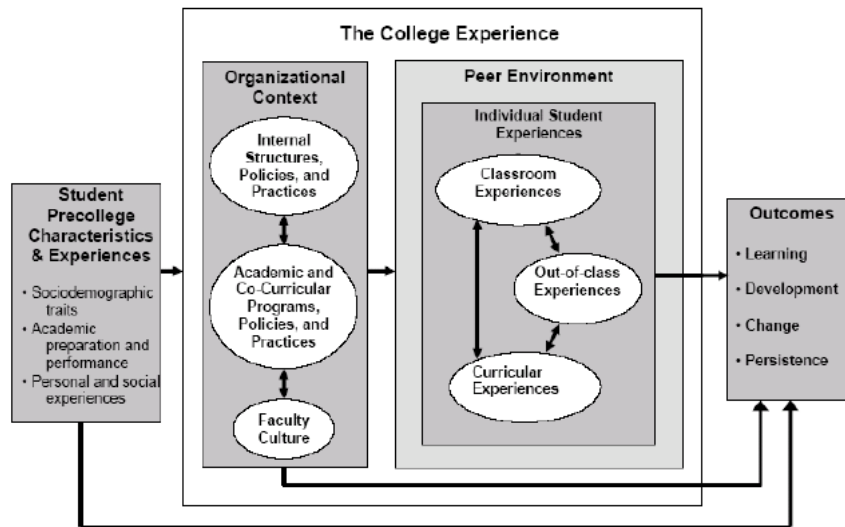 The College Experience
Organizational
Context
Internal
Structures,
Policies, and
Practices
Academic and
Co-Curricular
Programs,
Policies, and
Practices
Faculty
Culture
Peer Environment
Individual Student
Experiences
Classroom
Experiences
Out-of-class
Experiences
Curricular
Experiences
Student
Precollege
Characteristics
& Experiences
• Sociodemographic
traits
• Academic
preparation and
performance
• Personal and social
experiences
Outcomes
• Learning
• Development
• Change
• Persistence